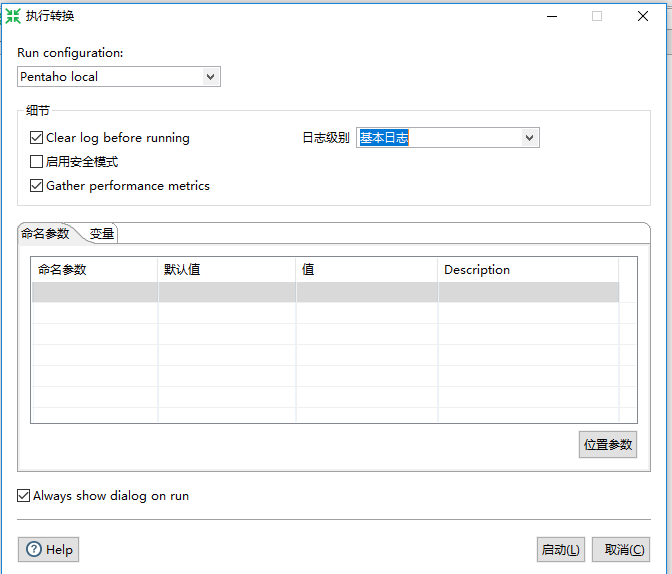 执行转换
Run configuration:
Pentaho local
细节
Clear log before running
日志级别
基本日志
启用安全模式
Gather performance metrics
命名参数
变量
命名参数 默认值 值 Description
位置参数
Always show dialog on run
Help
启动(L)
取消(C)